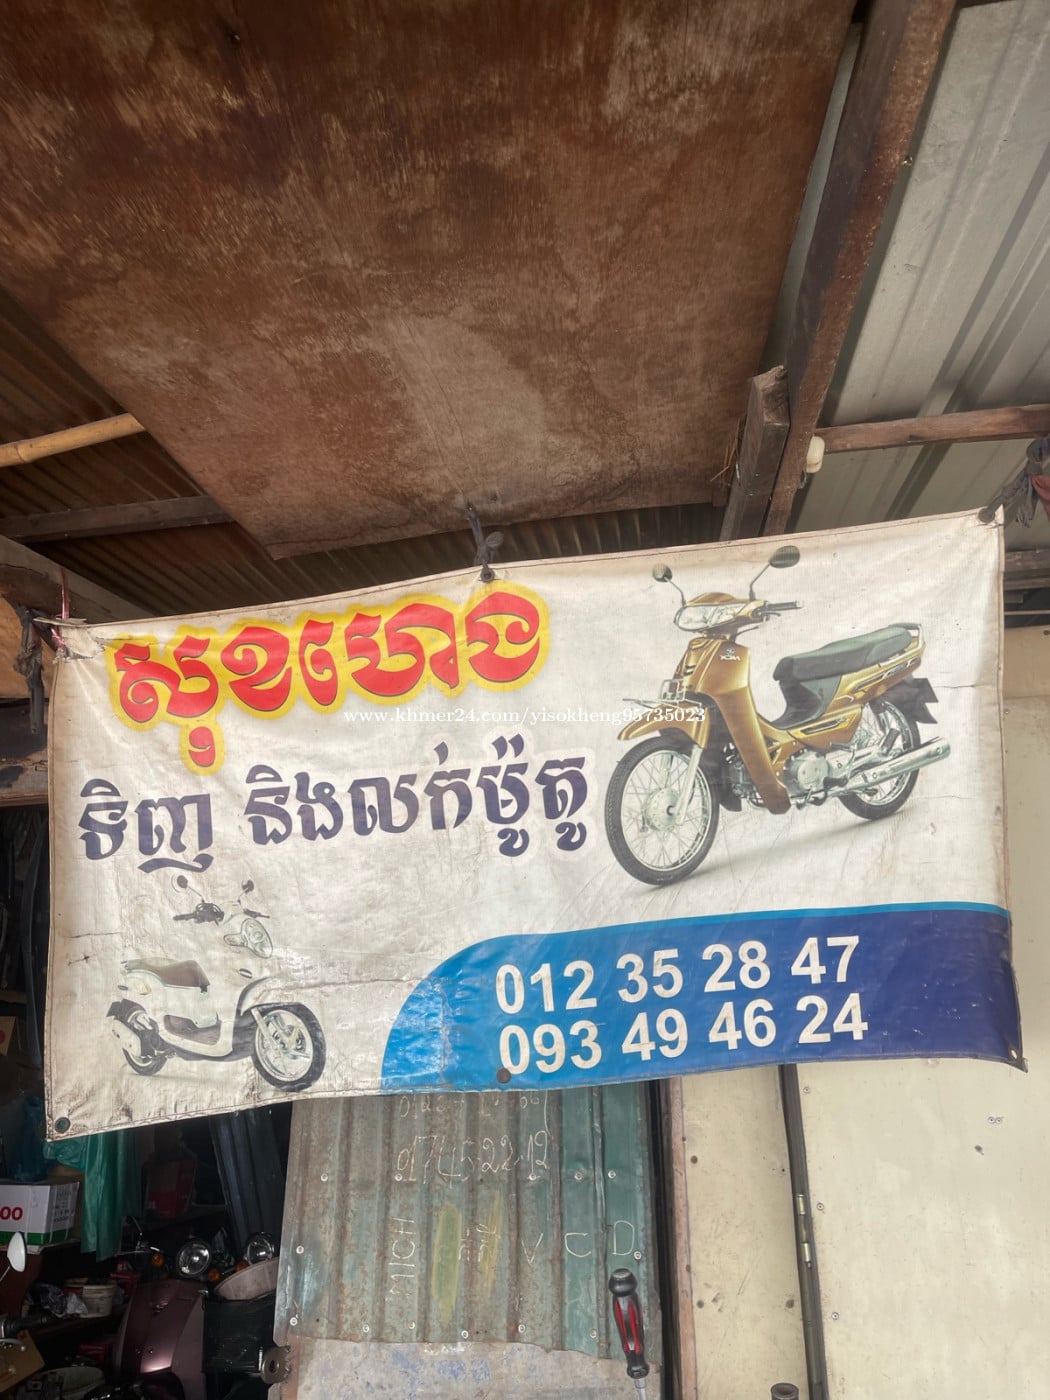 សុខហេង
www.khmer24.com/yisokheng95735023
ទិញ និងលក់ម៉ូតូ
012 35 28 47
093 49 46 24
V C D